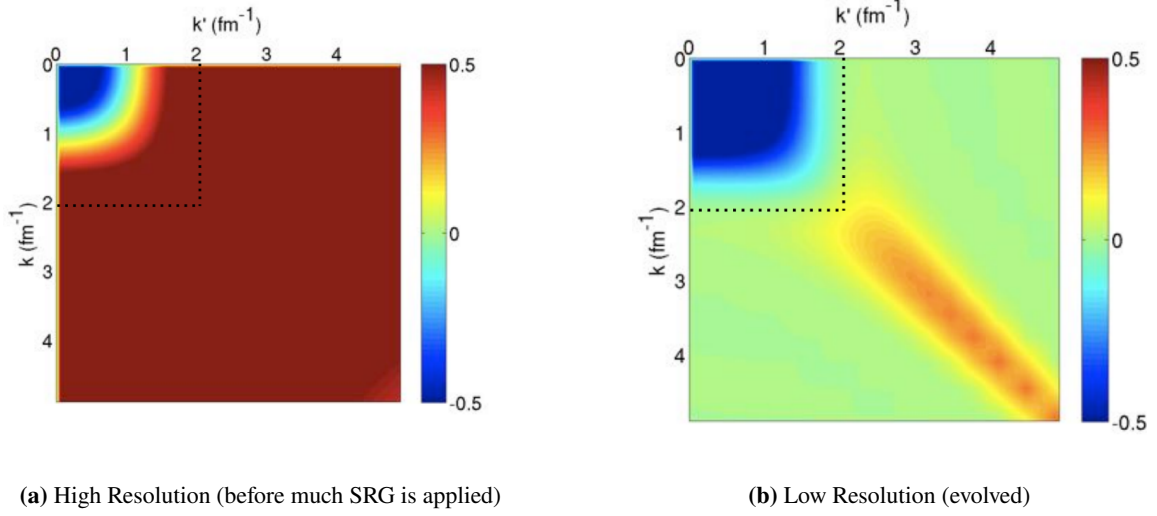 k' (fm⁻¹)
0 1 2 3 4
0
1
2
3
4
k (fm⁻¹)
0.5
0
-0.5
(a) High Resolution (before much SRG is applied)
k' (fm⁻¹)
0 1 2 3 4
0
1
2
3
4
k (fm⁻¹)
0.5
0
-0.5
(b) Low Resolution (evolved)